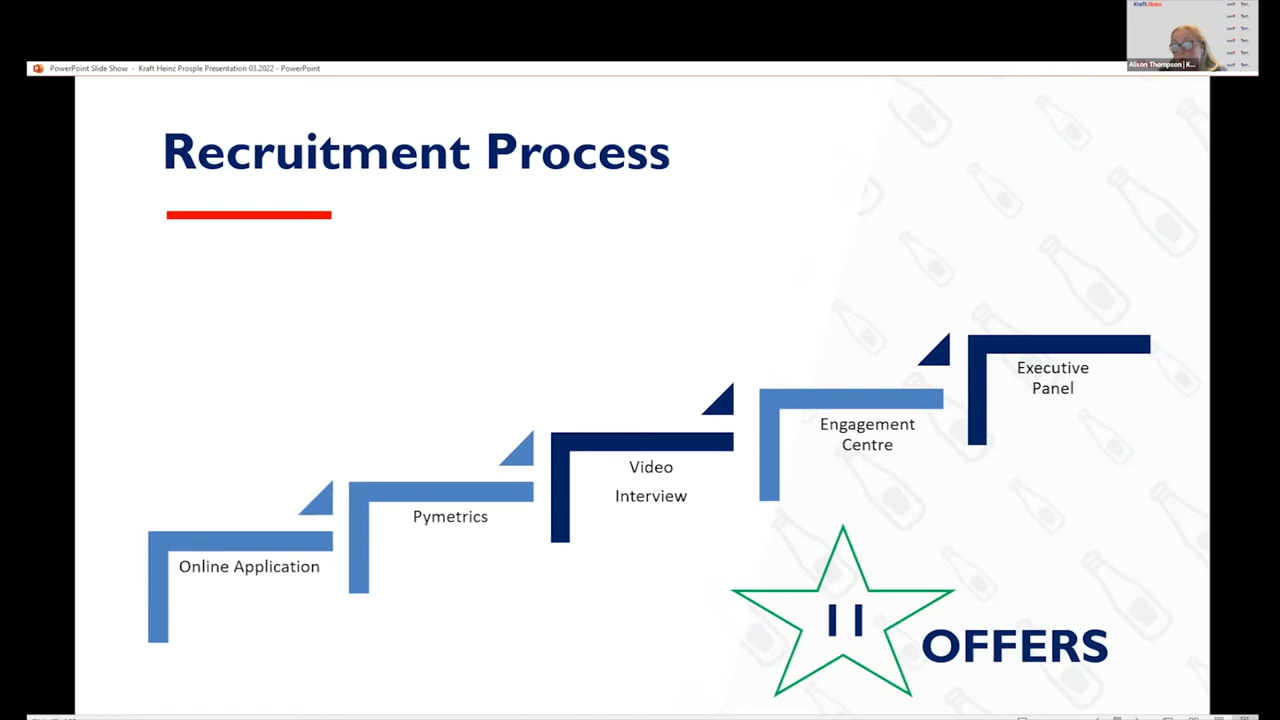 KraftHeinz
PowerPoint Slide Show - Kraft Heinz Prosple Presentation 03.2022 - PowerPoint
Alison Thompson | K...
Recruitment Process
Executive
Panel
Engagement
Centre
Video
Interview
Pymetrics
Online Application
11
OFFERS